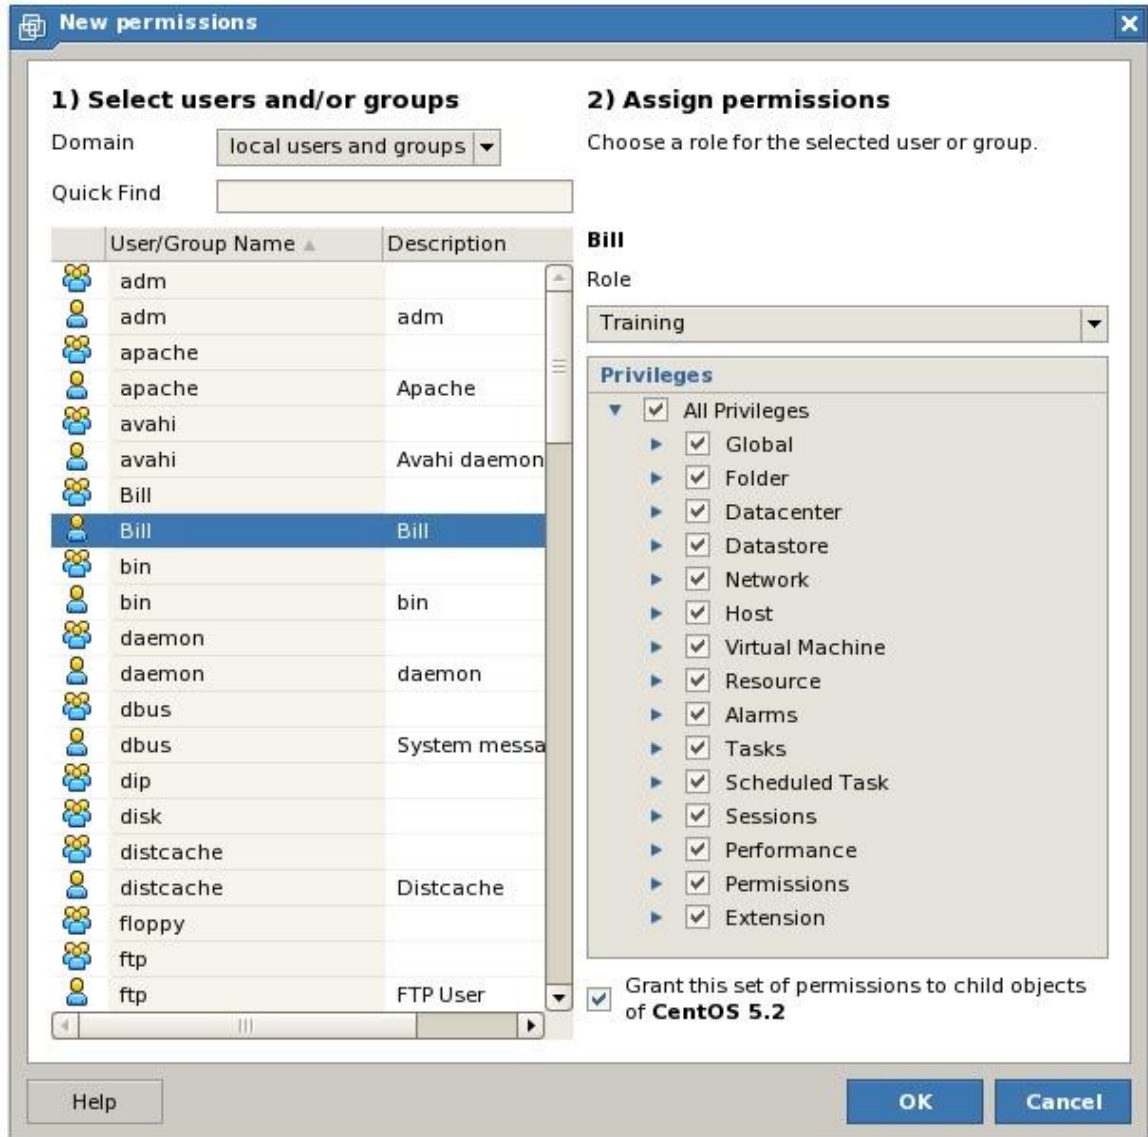 New permissions
1) Select users and/or groups
Domain
local users and groups
Quick Find
User/Group Name
Description
adm
adm adm
apache
apache Apache
avahi
avahi Avahi daemon
Bill
Bill Bill
bin
bin bin
daemon
daemon daemon
dbus
dbus System messa
dip
disk
distcache
distcache Distcache
floppy
ftp
ftp FTP User
2) Assign permissions
Choose a role for the selected user or group.
Bill
Role
Training
Privileges
All Privileges
Global
Folder
Datacenter
Datastore
Network
Host
Virtual Machine
Resource
Alarms
Tasks
Scheduled Task
Sessions
Performance
Permissions
Extension
Grant this set of permissions to child objects
of CentOS 5.2
Help
OK
Cancel